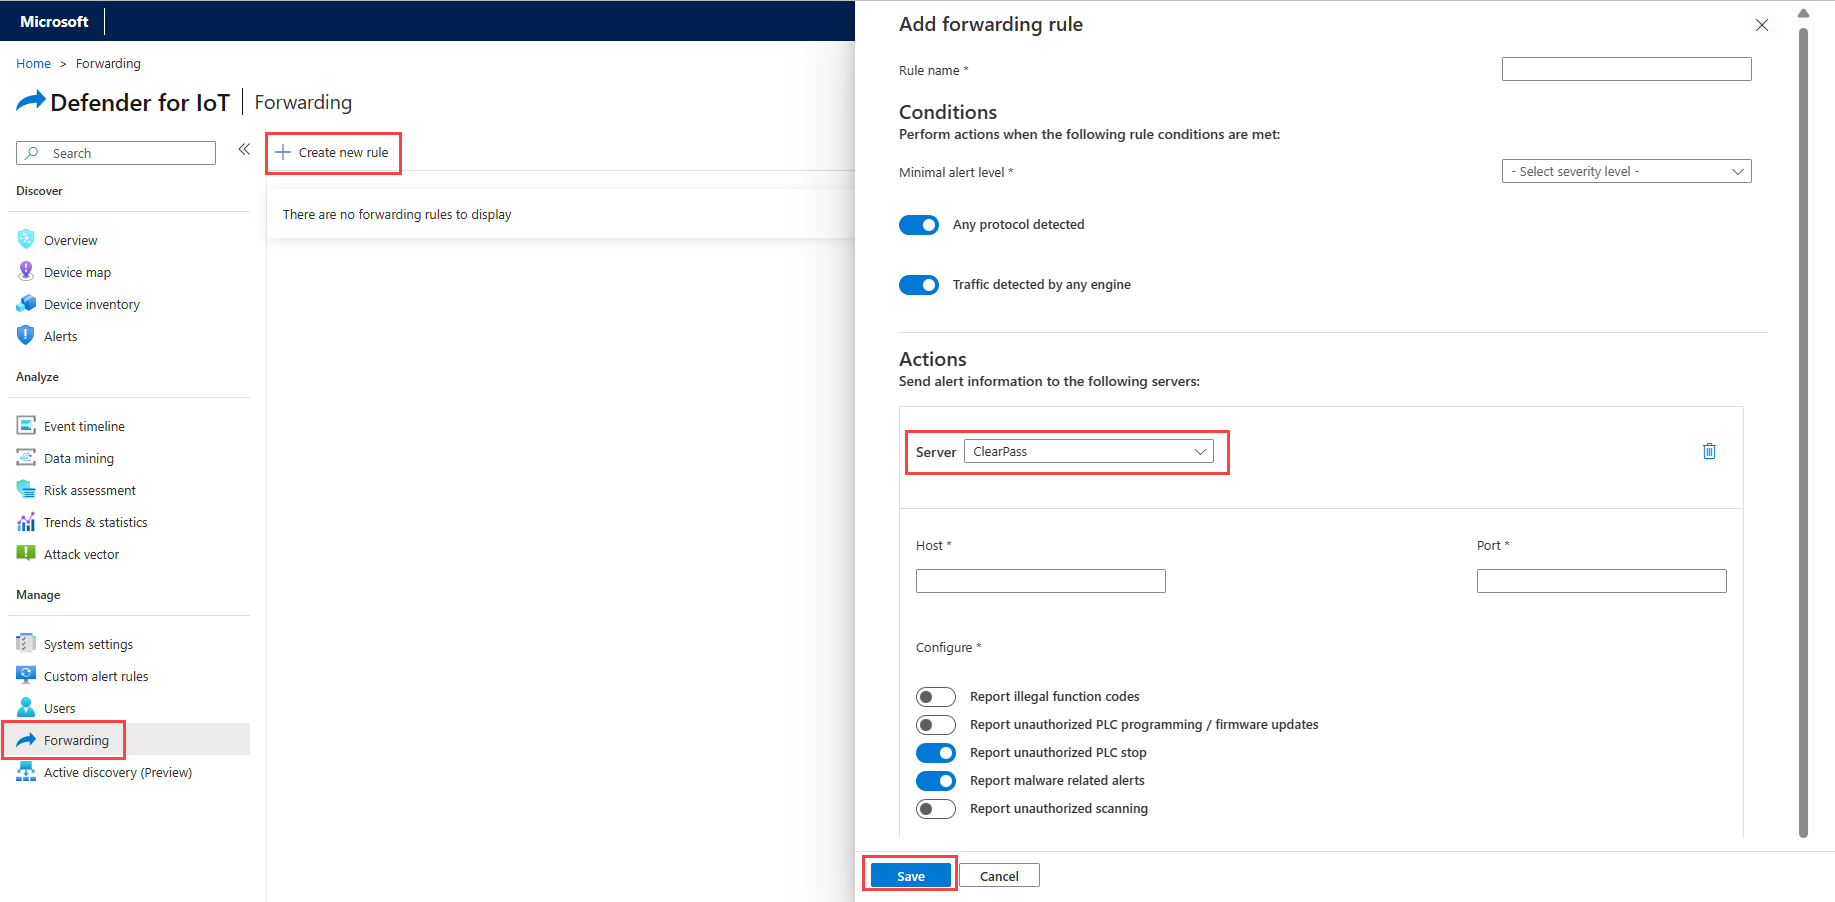 Microsoft
Home > Forwarding
Defender for IoT
Forwarding
Search
Discover
Overview
Device map
Device inventory
Alerts
Analyze
Event timeline
Data mining
Risk assessment
Trends & statistics
Attack vector
Manage
System settings
Custom alert rules
Users
Forwarding
Active discovery (Preview)
Create new rule
There are no forwarding rules to display
Add forwarding rule
Rule name *
Conditions
Perform actions when the following rule conditions are met:
Minimal alert level *
- Select severity level -
Any protocol detected
Traffic detected by any engine
Actions
Send alert information to the following servers:
Server
ClearPass
Host *
Port *
Configure *
Report illegal function codes
Report unauthorized PLC programming / firmware updates
Report unauthorized PLC stop
Report malware related alerts
Report unauthorized scanning
Save
Cancel